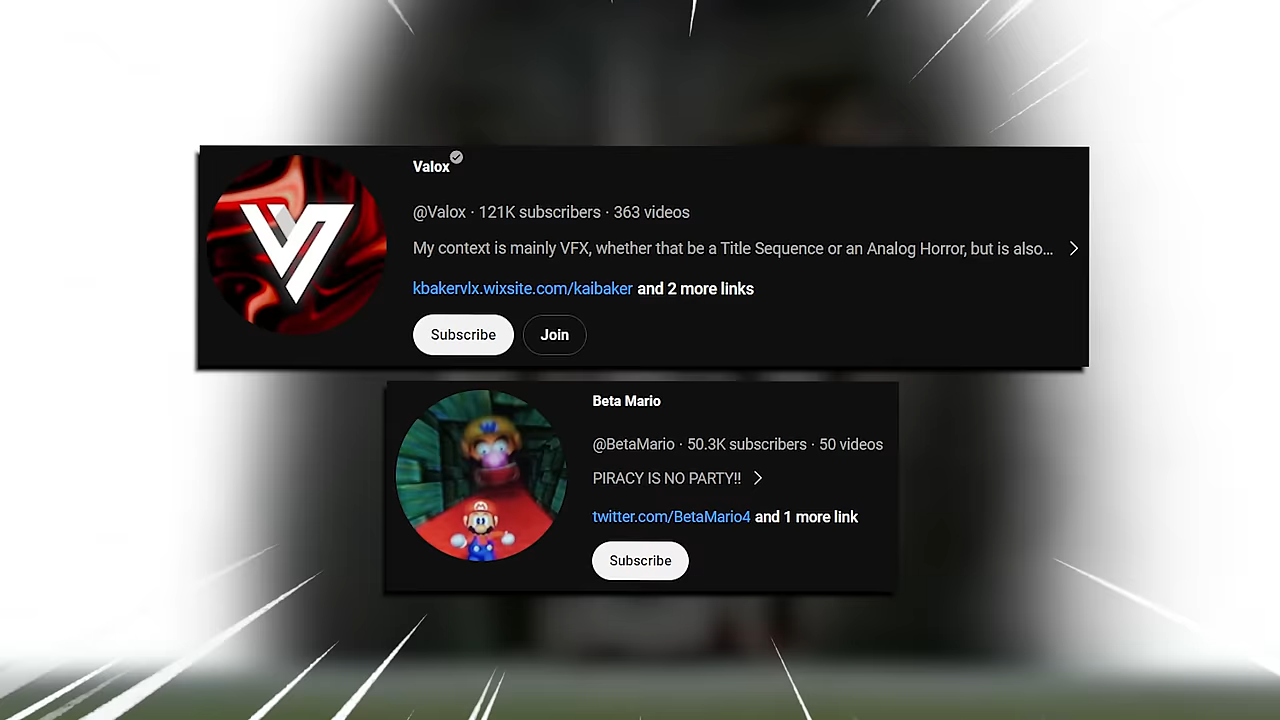 Valox
@Valox · 121K subscribers · 363 videos
My context is mainly VFX, whether that be a Title Sequence or an Analog Horror, but is also...
kbakervlx.wixsite.com/kaibaker and 2 more links
Subscribe Join
Beta Mario
@BetaMario · 50.3K subscribers · 50 videos
PIRACY IS NO PARTY!!
twitter.com/BetaMario4 and 1 more link
Subscribe